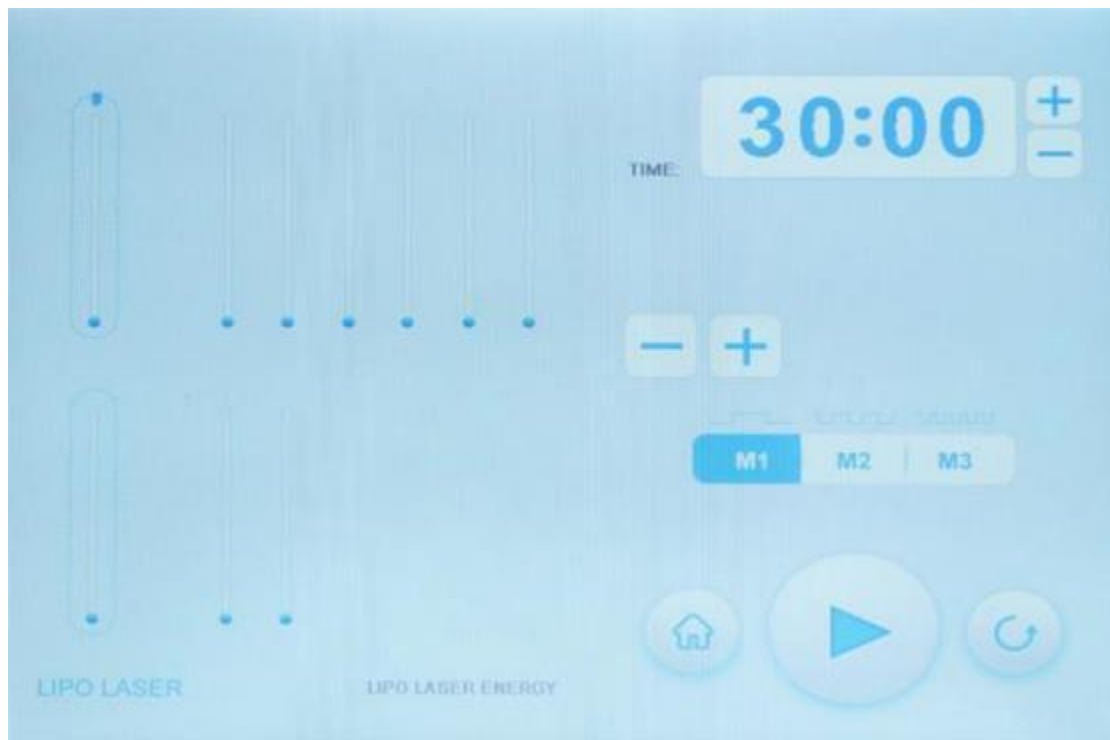 30:00
TIME:
M1 M2 M3
LIPO LASER
LIPO LASER ENERGY